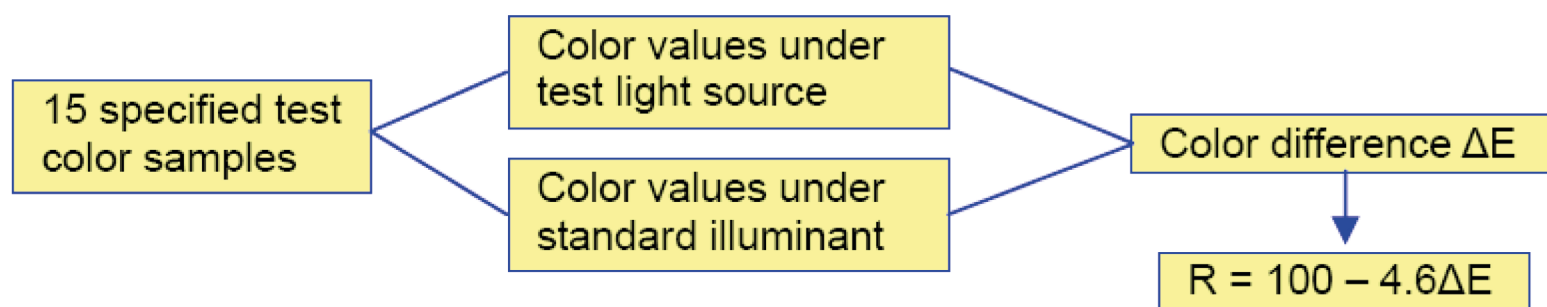 15 specified test
color samples
Color values under
test light source
Color values under
standard illuminant
Color difference ΔE
R = 100 – 4.6ΔE